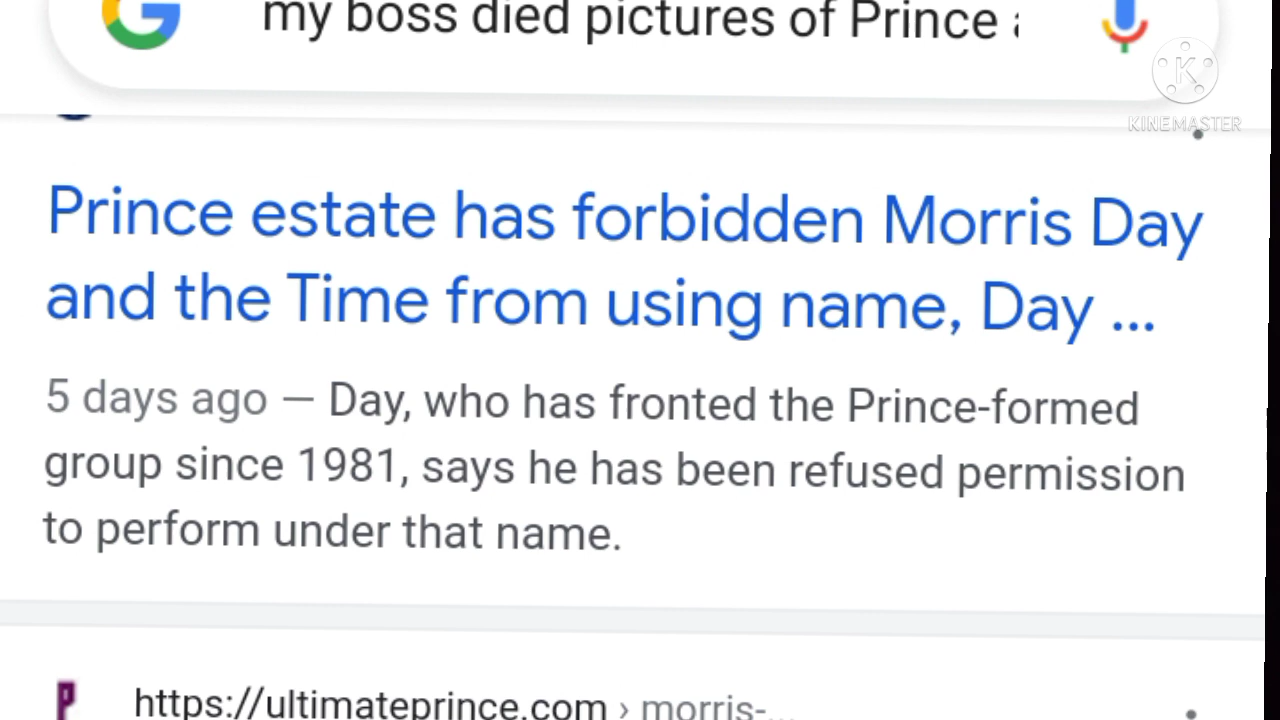 my boss died pictures of Prince
KINEMASTER
Prince estate has forbidden Morris Day
and the Time from using name, Day ...
5 days ago — Day, who has fronted the Prince-formed
group since 1981, says he has been refused permission
to perform under that name.
https://ultimateprince.com › morris-...